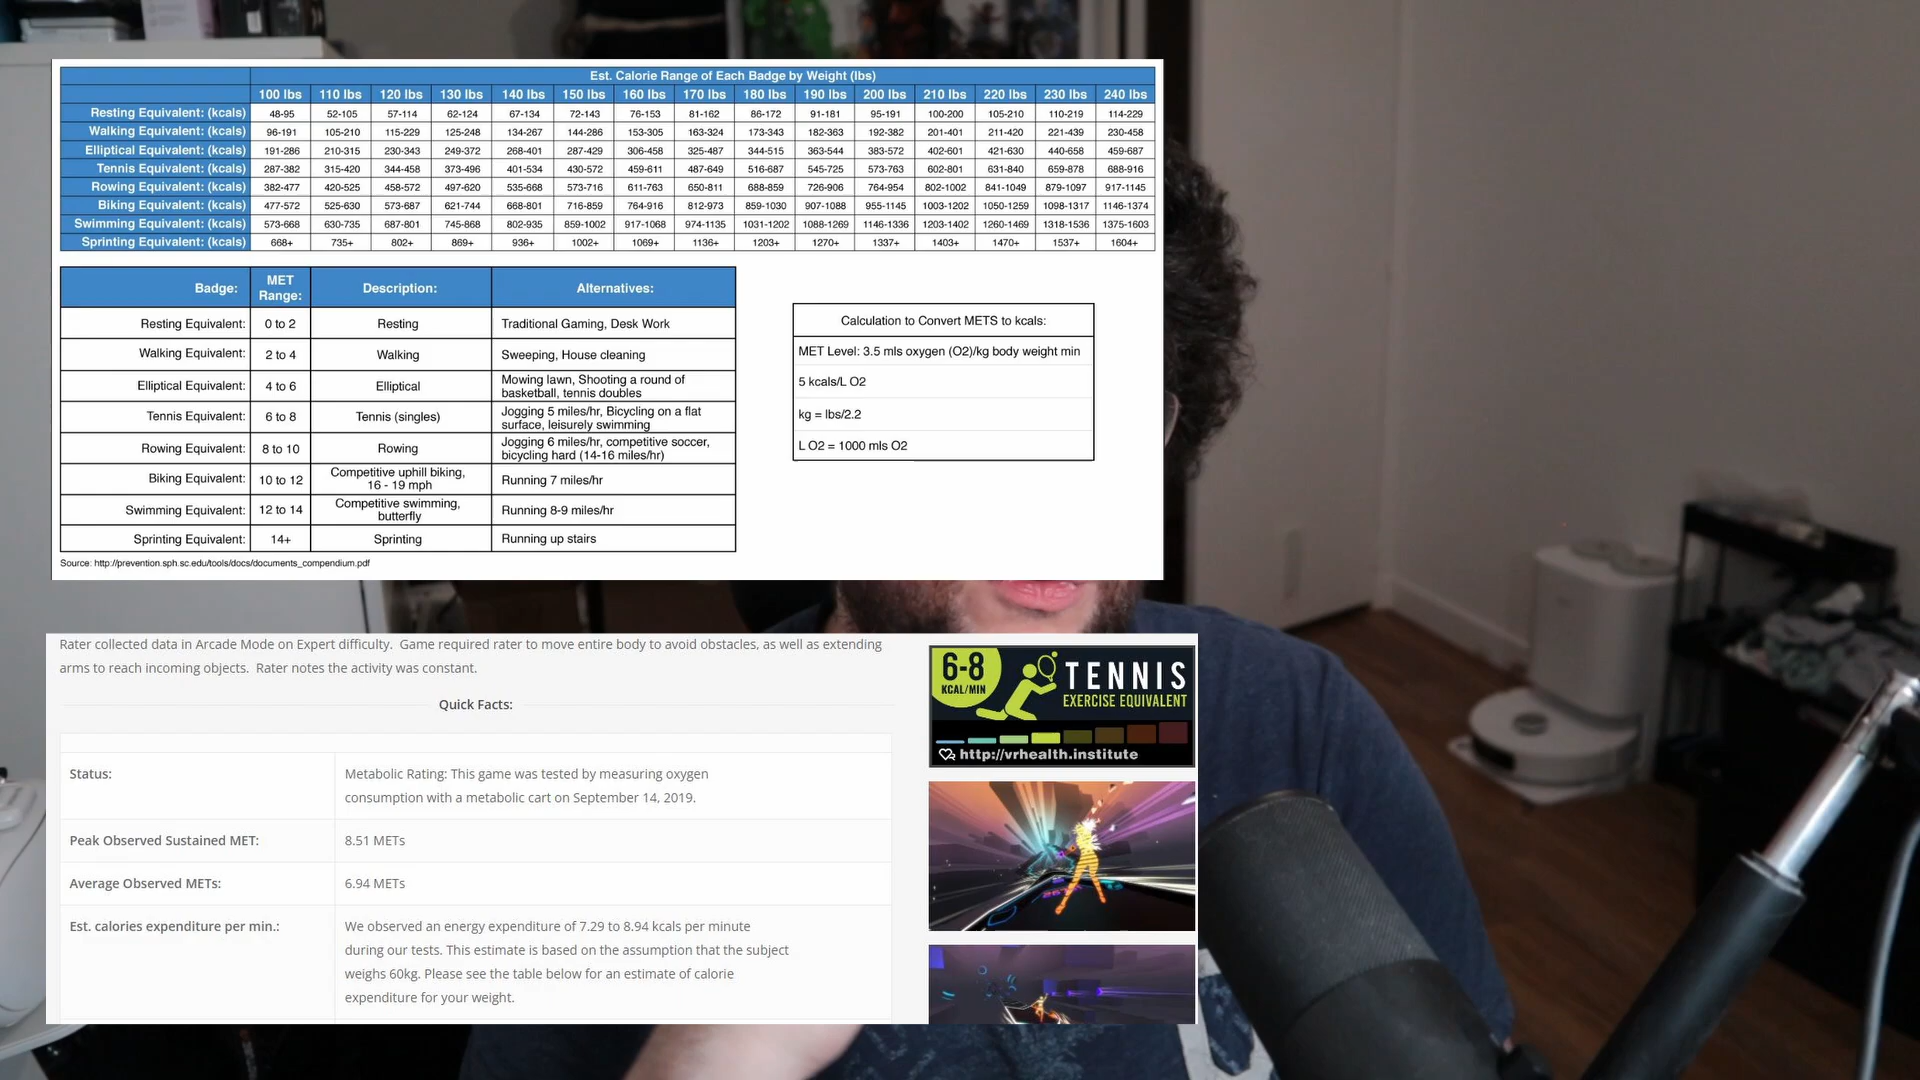 Est. Calorie Range of Each Badge by Weight (lbs)
100 lbs 110 lbs 120 lbs 130 lbs 140 lbs 150 lbs 160 lbs 170 lbs 180 lbs 190 lbs 200 lbs 210 lbs 220 lbs 230 lbs 240 lbs
Resting Equivalent: (kcals) 48-95 52-105 57-114 62-124 67-134 72-143 76-153 81-162 86-172 91-181 95-191 100-200 105-210 110-219 114-229
Walking Equivalent: (kcals) 96-191 105-210 115-229 125-248 134-267 144-286 153-305 163-324 173-343 182-363 192-382 201-401 211-420 221-439 230-458
Elliptical Equivalent: (kcals) 191-286 210-315 230-343 249-372 268-401 287-429 306-458 325-487 344-515 363-544 383-572 402-601 421-630 440-658 459-687
Tennis Equivalent: (kcals) 287-382 315-420 344-458 373-496 401-534 430-572 459-611 487-649 516-687 545-725 573-763 602-801 631-840 659-878 688-916
Rowing Equivalent: (kcals) 382-477 420-525 458-572 497-620 535-668 573-716 611-763 650-811 688-859 726-906 764-954 802-1002 841-1049 879-1097 917-1145
Biking Equivalent: (kcals) 477-572 525-630 573-687 621-744 668-801 716-859 764-916 812-973 859-1030 907-1088 955-1145 1003-1202 1050-1259 1098-1317 1146-1374
Swimming Equivalent: (kcals) 573-668 630-735 687-801 745-868 802-935 859-1002 917-1068 974-1135 1031-1202 1088-1269 1146-1336 1203-1402 1260-1469 1318-1536 1375-1603
Sprinting Equivalent: (kcals) 668+ 735+ 802+ 869+ 936+ 1002+ 1069+ 1136+ 1203+ 1270+ 1337+ 1403+ 1470+ 1537+ 1604+
Badge: MET Range: Description: Alternatives:
Resting Equivalent: 0 to 2 Resting Traditional Gaming, Desk Work
Walking Equivalent: 2 to 4 Walking Sweeping, House cleaning
Elliptical Equivalent: 4 to 6 Elliptical Mowing lawn, Shooting a round of
basketball, tennis doubles
Tennis Equivalent: 6 to 8 Tennis (singles) Jogging 5 miles/hr, Bicycling on a flat
surface, leisurely swimming
Rowing Equivalent: 8 to 10 Rowing Jogging 6 miles/hr, competitive soccer,
bicycling hard (14-16 miles/hr)
Biking Equivalent: 10 to 12 Competitive uphill biking,
16 - 19 mph Running 7 miles/hr
Swimming Equivalent: 12 to 14 Competitive swimming,
butterfly Running 8-9 miles/hr
Sprinting Equivalent: 14+ Sprinting Running up stairs
Source: http://prevention.sph.sc.edu/tools/docs/documents_compendium.pdf
Calculation to Convert METS to kcals:
MET Level: 3.5 mls oxygen (O2)/kg body weight min
5 kcals/L O2
kg = lbs/2.2
L O2 = 1000 mls O2
Rater collected data in Arcade Mode on Expert difficulty. Game required rater to move entire body to avoid obstacles, as well as extending
arms to reach incoming objects. Rater notes the activity was constant.
Quick Facts:
Status: Metabolic Rating: This game was tested by measuring oxygen
consumption with a metabolic cart on September 14, 2019.
Peak Observed Sustained MET: 8.51 METs
Average Observed METs: 6.94 METs
Est. calories expenditure per min.: We observed an energy expenditure of 7.29 to 8.94 kcals per minute
during our tests. This estimate is based on the assumption that the subject
weighs 60kg. Please see the table below for an estimate of calorie
expenditure for your weight.
6-8
KCAL/MIN
TENNIS
EXERCISE EQUIVALENT
http://vrhealth.institute